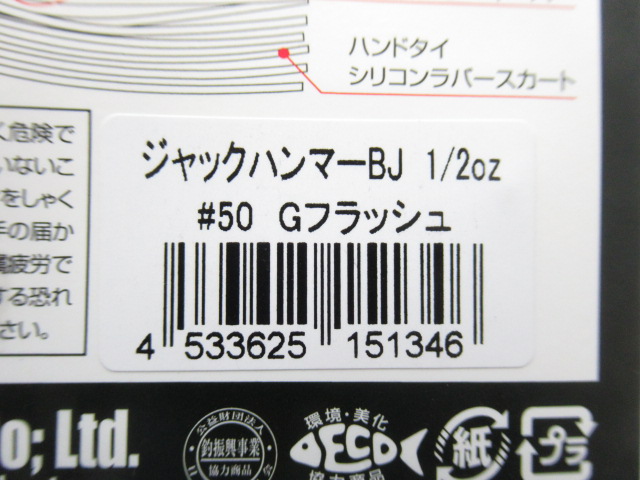 ハンドタイ
シリコンラバースカート
く危険で
いないこ
をしゃく
手の届か
属疲労で
する恐れ
さい。
ジャックハンマーBJ 1/2oz
#50 Gフラッシュ
4 533625 151346
o; Ltd.
公益財団法人
釣振興事業
協力商品
環境・美化
DECO
協力商品
紙
プラ